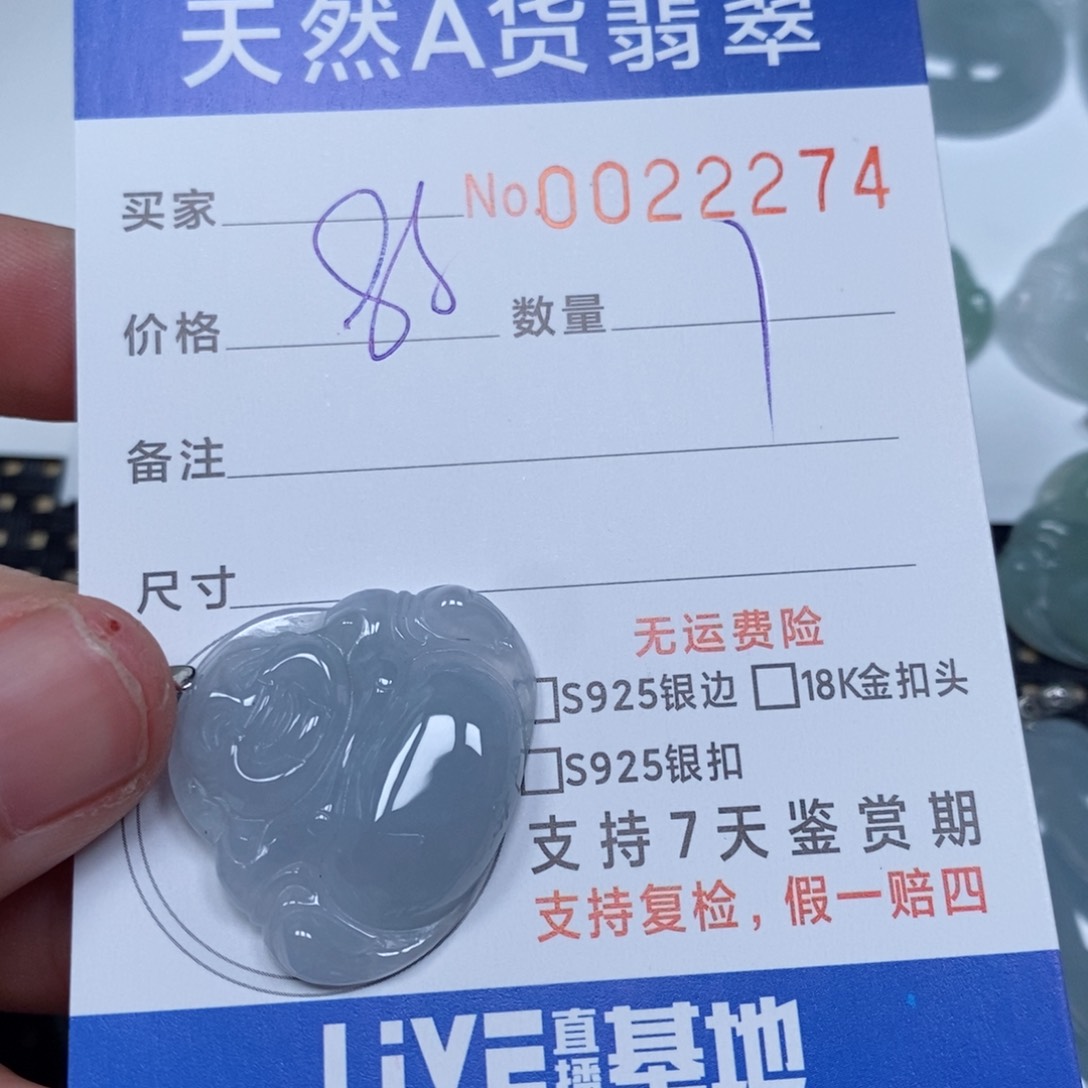 天然A货翡翠
买家 No.0022274
价格 数量 1
备注
尺寸
无运费险
□S925银边 □18K金扣头
□S925银扣
支持7天鉴赏期
支持复检，假一赔四
LiVE直播基地